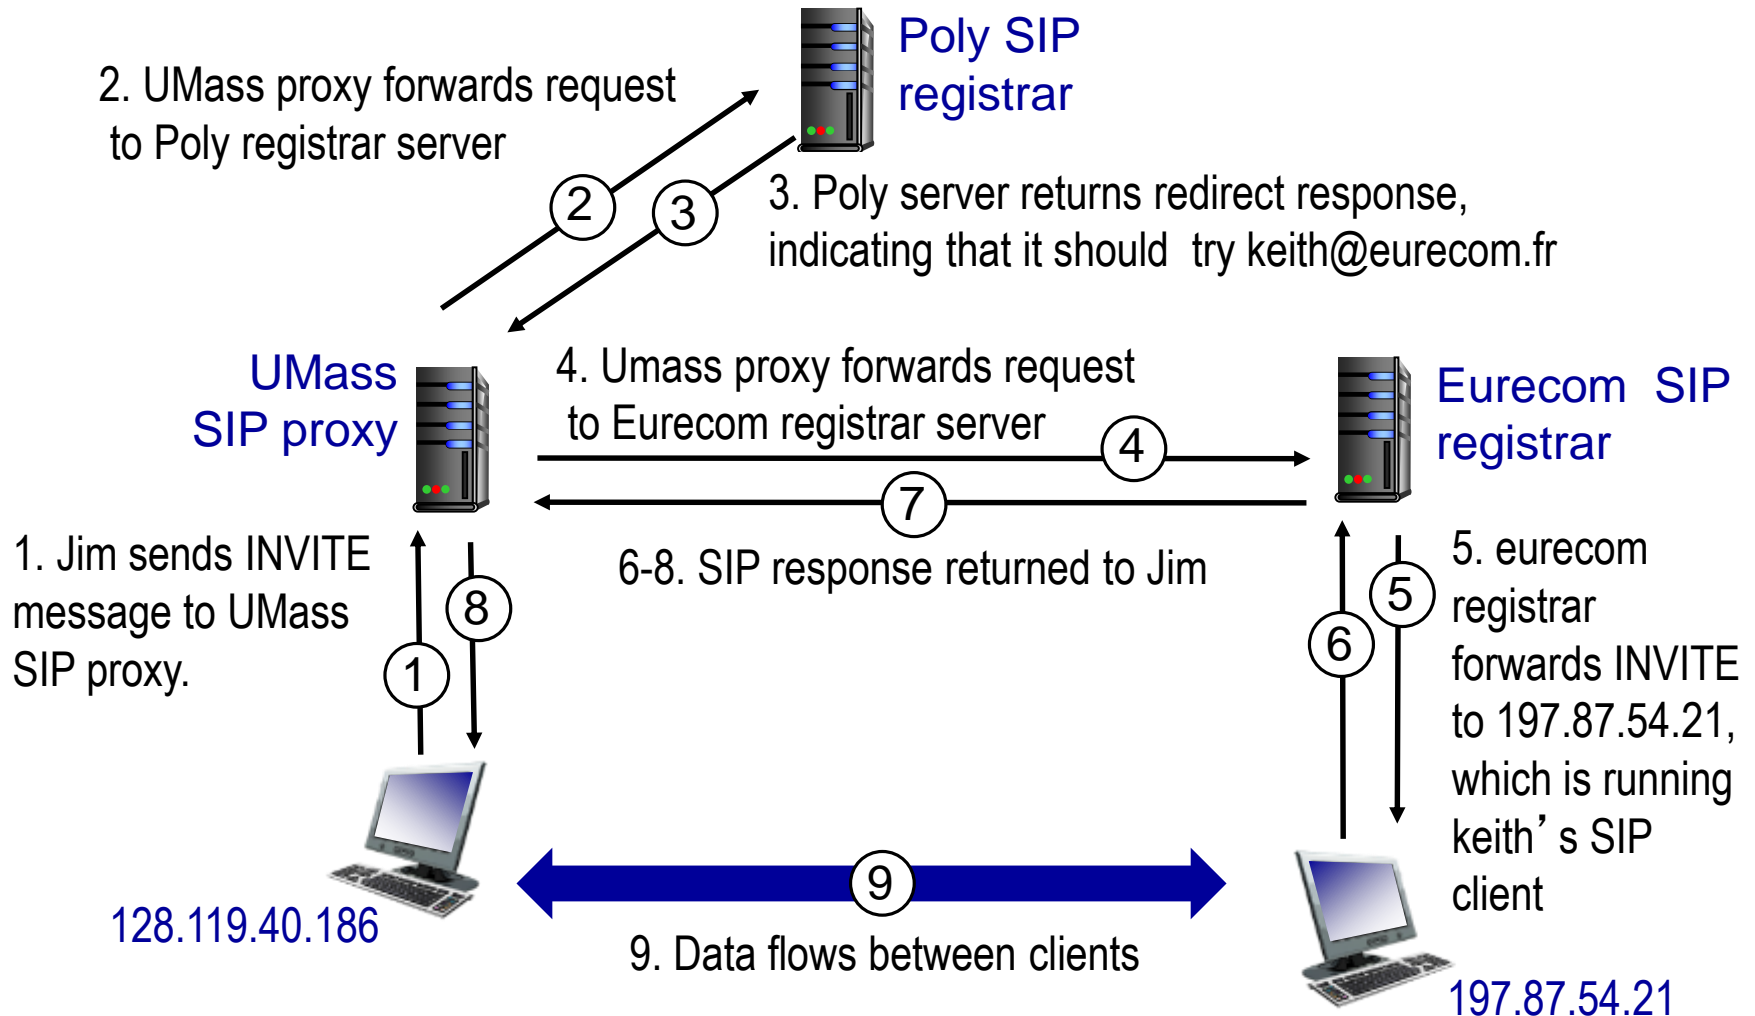 Poly SIP
registrar
2. UMass proxy forwards request
to Poly registrar server
2
3
3. Poly server returns redirect response,
indicating that it should try keith@eurecom.fr
UMass
SIP proxy
4. Umass proxy forwards request
to Eurecom registrar server
4
Eurecom SIP
registrar
7
1. Jim sends INVITE
message to UMass
SIP proxy.
8
1
6-8. SIP response returned to Jim
5
6
5. eurecom
registrar
forwards INVITE
to 197.87.54.21,
which is running
keith’s SIP
client
9
128.119.40.186
9. Data flows between clients
197.87.54.21